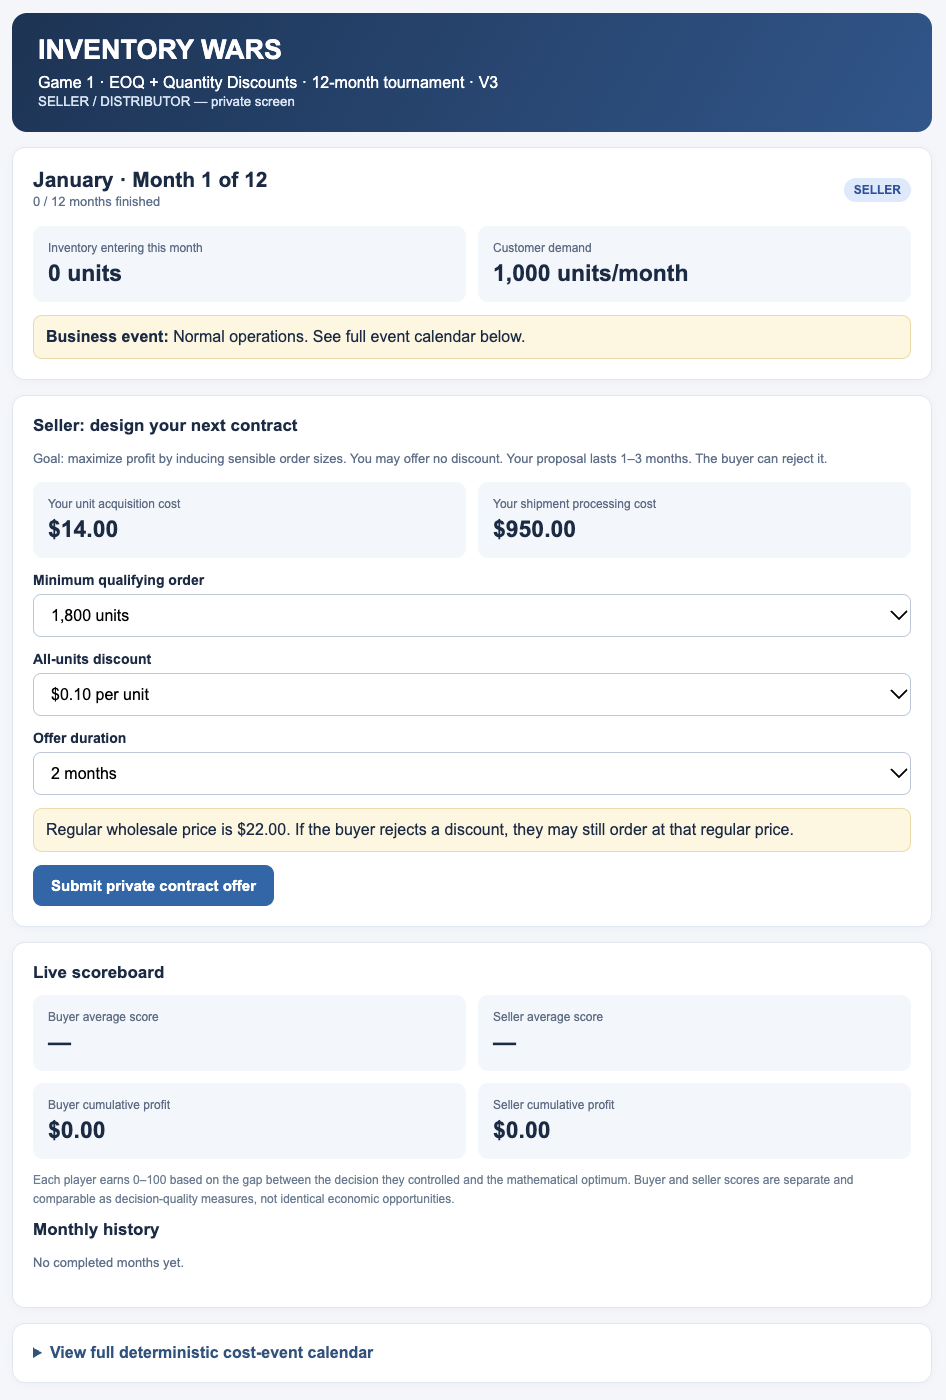 INVENTORY WARS
Game 1 · EOQ + Quantity Discounts · 12-month tournament · V3
SELLER / DISTRIBUTOR — private screen
January · Month 1 of 12
0 / 12 months finished
SELLER
Inventory entering this month
0 units
Customer demand
1,000 units/month
Business event: Normal operations. See full event calendar below.
Seller: design your next contract
Goal: maximize profit by inducing sensible order sizes. You may offer no discount. Your proposal lasts 1–3 months. The buyer can reject it.
Your unit acquisition cost
$14.00
Your shipment processing cost
$950.00
Minimum qualifying order
1,800 units
All-units discount
$0.10 per unit
Offer duration
2 months
Regular wholesale price is $22.00. If the buyer rejects a discount, they may still order at that regular price.
Submit private contract offer
Live scoreboard
Buyer average score
—
Seller average score
—
Buyer cumulative profit
$0.00
Seller cumulative profit
$0.00
Each player earns 0–100 based on the gap between the decision they controlled and the mathematical optimum. Buyer and seller scores are separate and
comparable as decision-quality measures, not identical economic opportunities.
Monthly history
No completed months yet.
View full deterministic cost-event calendar